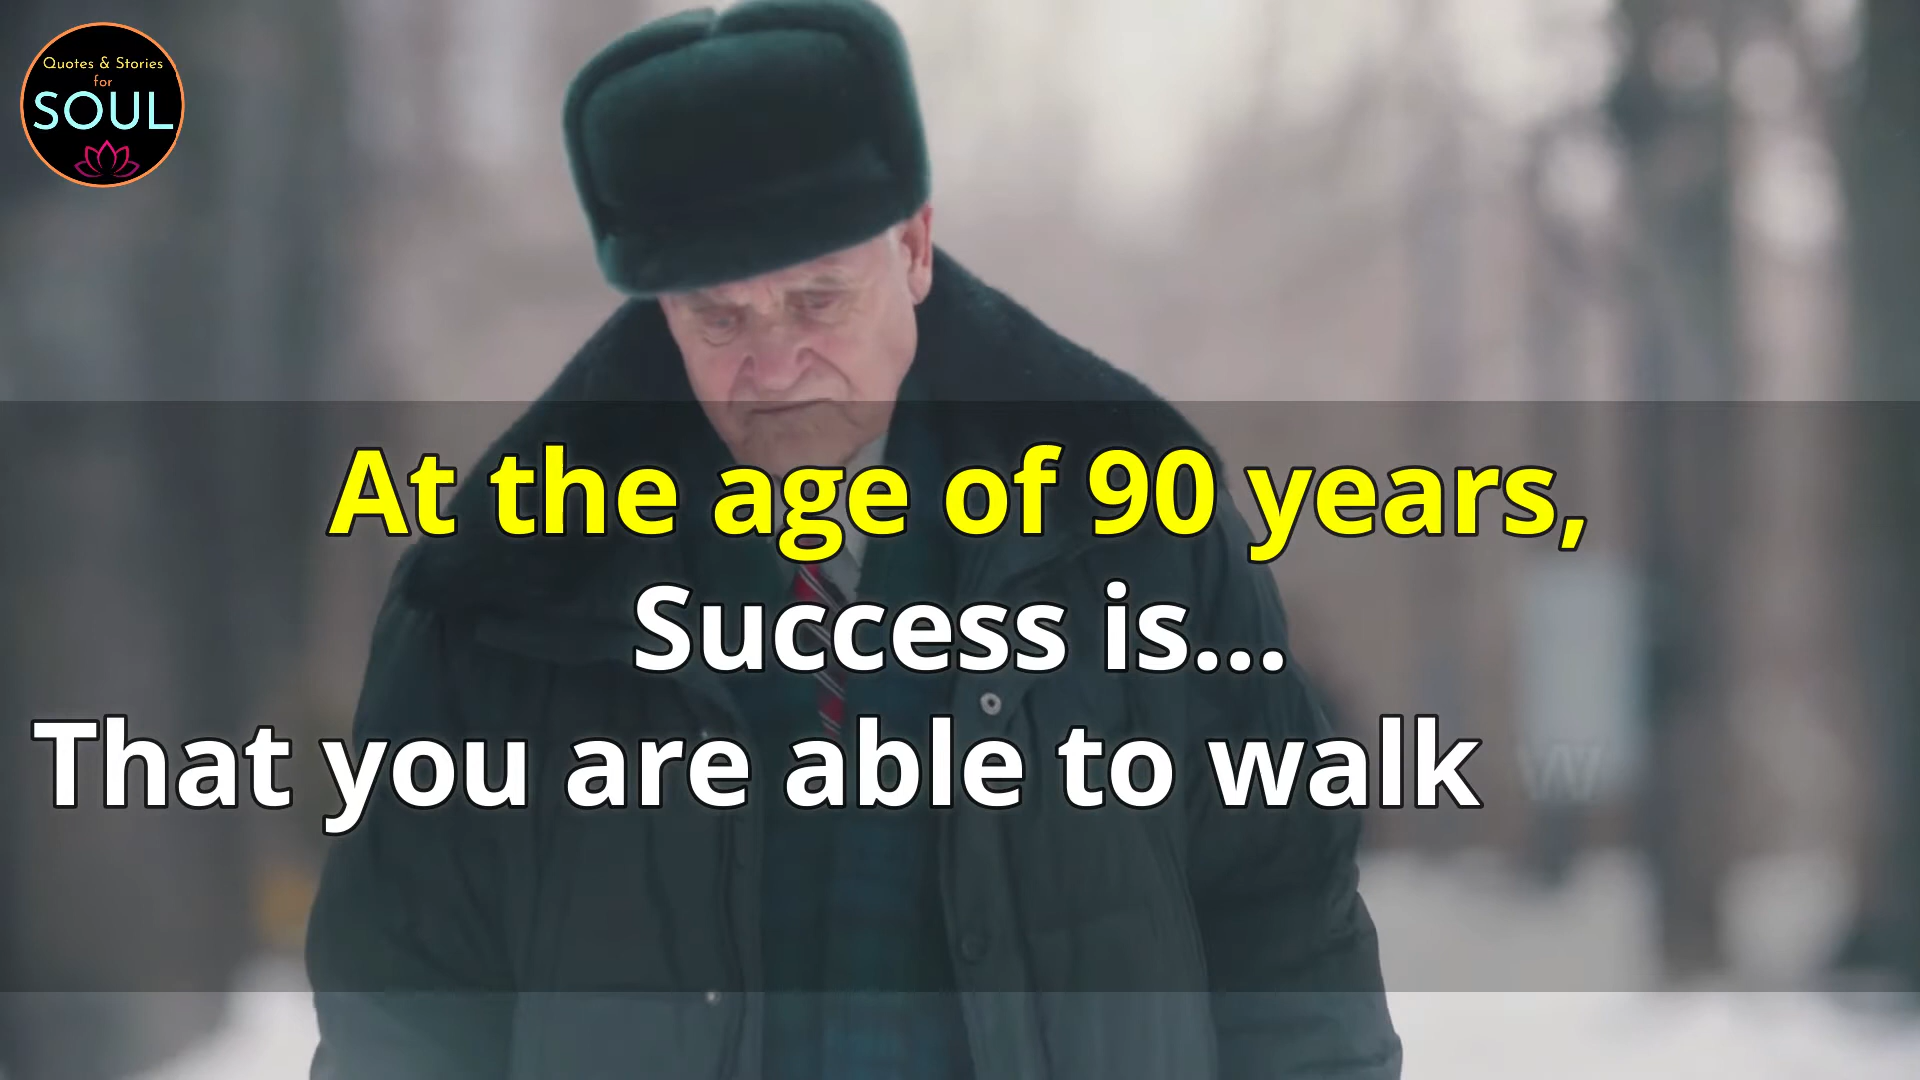 Quotes & Stories
for
SOUL
At the age of 90 years,
Success is...
That you are able to walk